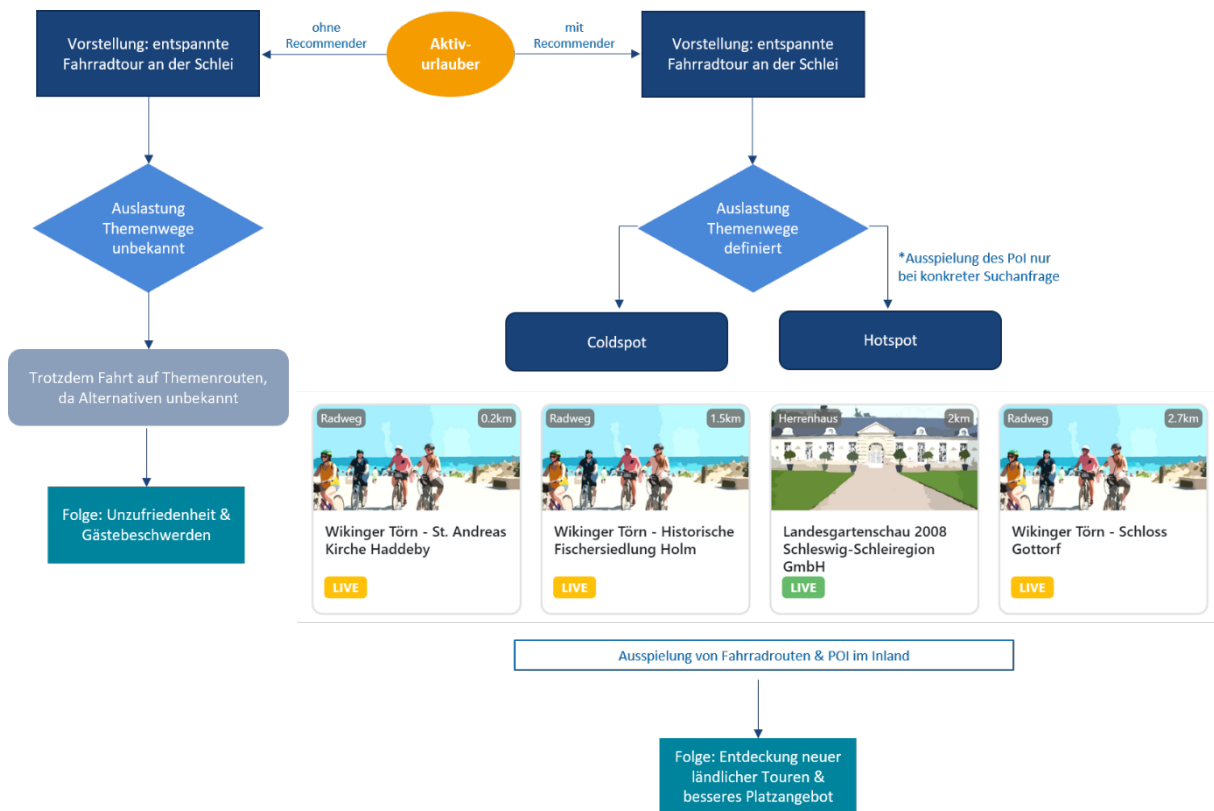 ohne
Recommender
Aktiv-
urlauber
mit
Recommender
Vorstellung: entspannte
Fahrradtour an der Schlei
Vorstellung: entspannte
Fahrradtour an der Schlei
Auslastung
Themenwege
unbekannt
Auslastung
Themenwege
definiert
*Ausspielung des PoI nur
bei konkreter Suchanfrage
Coldspot
Hotspot
Trotzdem Fahrt auf Themenrouten,
da Alternativen unbekannt
Folge: Unzufriedenheit &
Gästebeschwerden
Radweg
0.2km
Wikinger Törn - St. Andreas
Kirche Haddeby
LIVE
Radweg
1.5km
Wikinger Törn - Historische
Fischersiedlung Holm
LIVE
Herrenhaus
2km
Landesgartenschau 2008
Schleswig-Schleiregion
GmbH
LIVE
Radweg
2.7km
Wikinger Törn - Schloss
Gottorf
LIVE
Ausspielung von Fahrradrouten & POI im Inland
Folge: Entdeckung neuer
ländlicher Touren &
besseres Platzangebot